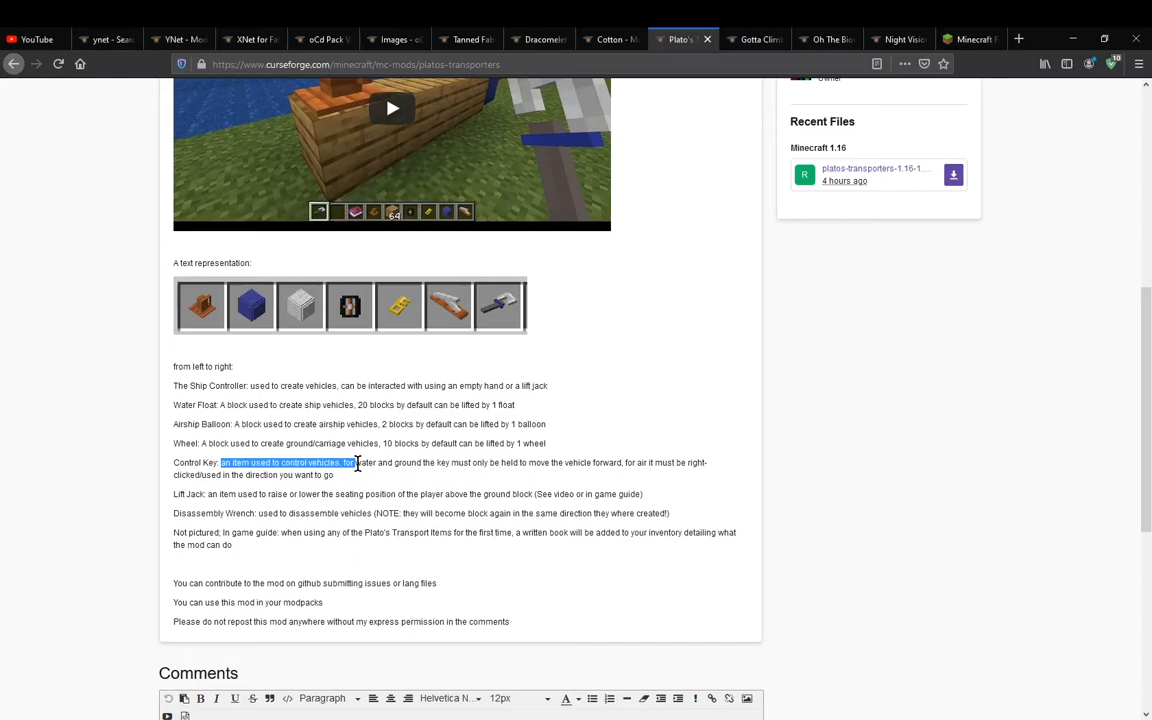 YouTube
ynet - Sear
YNet - Mod
XNet for Fa
oCd Pack V
Images - oC
Tanned Fab
Dracomelet
Cotton - M
Plato's T
Gotta Climb
Oh The Bio
Night Visio
Minecraft F
https://www.curseforge.com/minecraft/mc-mods/platos-transporters
10
Owner
Recent Files
Minecraft 1.16
R
platos-transporters-1.16-1....
4 hours ago
64
A text representation:
from left to right:
The Ship Controller: used to create vehicles, can be interacted with using an empty hand or a lift jack
Water Float: A block used to create ship vehicles, 20 blocks by default can be lifted by 1 float
Airship Balloon: A block used to create airship vehicles, 2 blocks by default can be lifted by 1 balloon
Wheel: A block used to create ground/carriage vehicles, 10 blocks by default can be lifted by 1 wheel
Control Key: an item used to control vehicles, for water and ground the key must only be held to move the vehicle forward, for air it must be right-
clicked/used in the direction you want to go
Lift Jack: an item used to raise or lower the seating position of the player above the ground block (See video or in game guide)
Disassembly Wrench: used to disassemble vehicles (NOTE: they will become block again in the same direction they where created!)
Not pictured; In game guide: when using any of the Plato's Transport Items for the first time, a written book will be added to your inventory detailing what
the mod can do
You can contribute to the mod on github submitting issues or lang files
You can use this mod in your modpacks
Please do not repost this mod anywhere without my express permission in the comments
Comments
B I U S Paragraph Helvetica N... 12px A